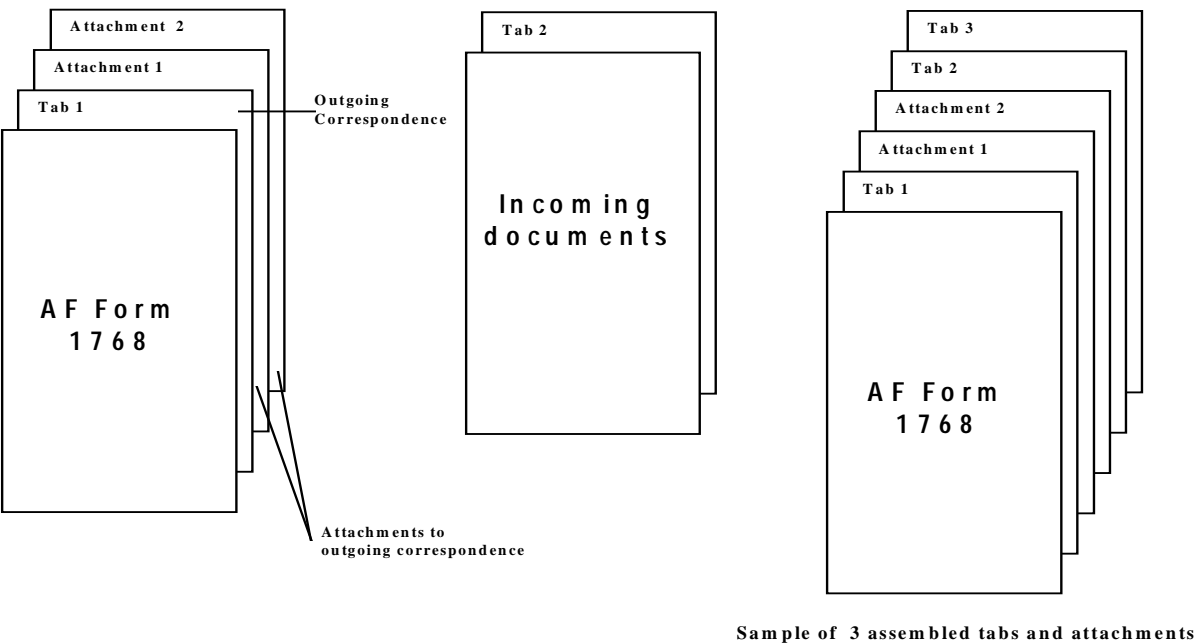 Attachment 2
Attachment 1
Tab 1
Outgoing
Correspondence
AF Form
1768
Attachments to
outgoing correspondence
Tab 2
Incoming
documents
Tab 3
Tab 2
Attachment 2
Attachment 1
Tab 1
AF Form
1768
Sample of 3 assembled tabs and attachments